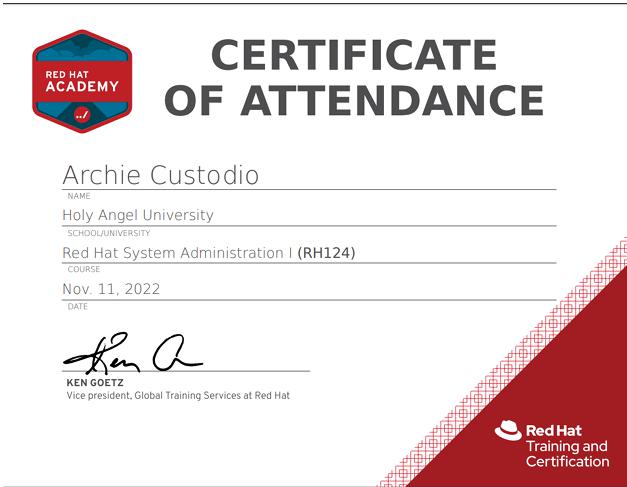 RED HAT
ACADEMY
CERTIFICATE
OF ATTENDANCE
Archie Custodio
NAME
Holy Angel University
SCHOOL/UNIVERSITY
Red Hat System Administration I (RH124)
COURSE
Nov. 11, 2022
DATE
KEN GOETZ
Vice president, Global Training Services at Red Hat
Red Hat
Training and
Certification